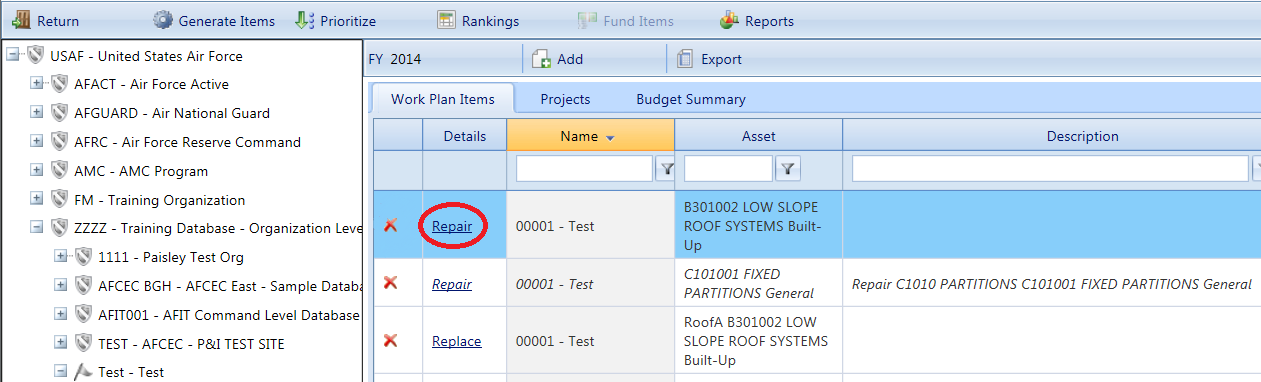 Return Generate Items Prioritize Rankings Fund Items Reports
USAF - United States Air Force
AFACT - Air Force Active
AFGUARD - Air National Guard
AFRC - Air Force Reserve Command
AMC - AMC Program
FM - Training Organization
ZZZZ - Training Database - Organization Leve
1111 - Paisley Test Org
AFCEC BGH - AFCEC East - Sample Databa
AFIT001 - AFIT Command Level Database
TEST - AFCEC - P&I TEST SITE
Test - Test
FY 2014 Add Export
Work Plan Items Projects Budget Summary
Details Name Asset Description
Repair 00001 - Test B301002 LOW SLOPE
ROOF SYSTEMS Built-
Up
Repair 00001 - Test C101001 FIXED
PARTITIONS General
Repair C1010 PARTITIONS C101001 FIXED PARTITIONS General
Replace 00001 - Test RoofA B301002 LOW
SLOPE ROOF SYSTEMS
Built-Up